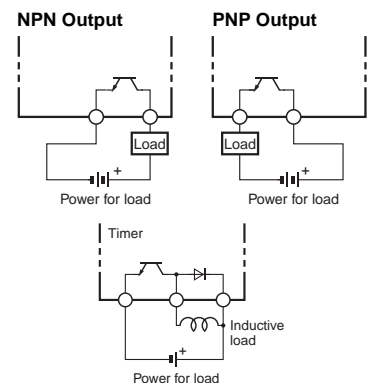 NPN Output
PNP Output
Load
Load
+
+
Power for load
Power for load
Timer
Inductive
load
+
Power for load